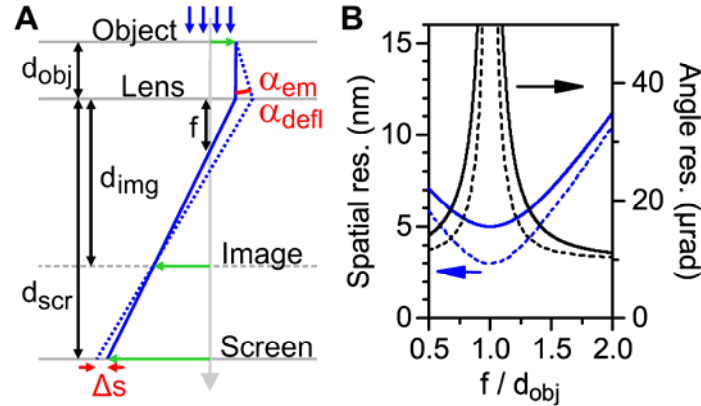 A
Object
d_obj
Lens
α_em
α_defl
f
d_img
Image
d_scr
Screen
Δs
B
Spatial res. (nm)
15
10
5
0
Angle res. (µrad)
40
20
0
0.5 1.0 1.5 2.0
f / d_obj